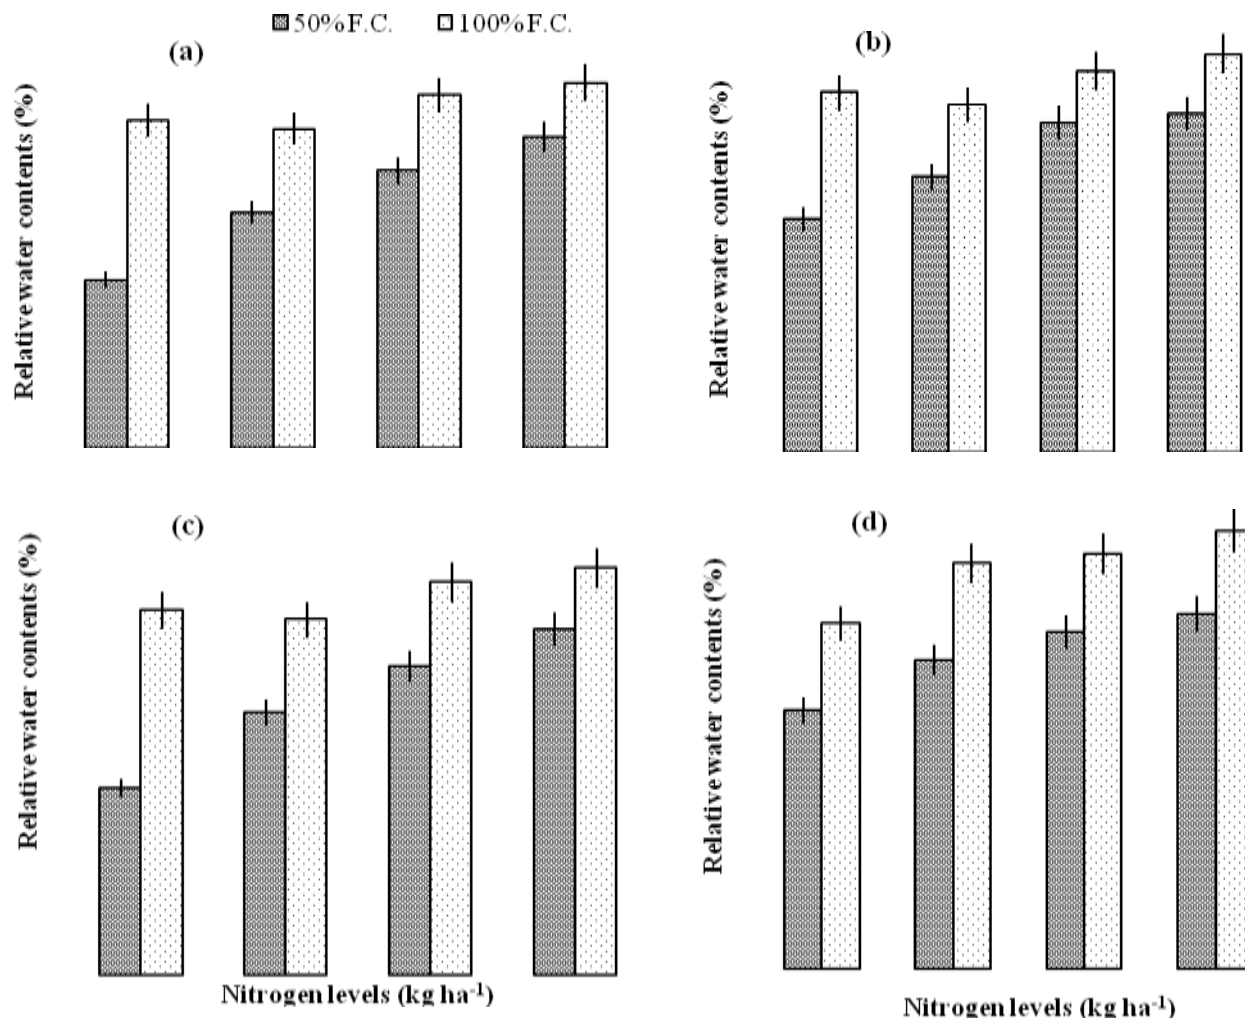 50%F.C. 100%F.C.
(a)
(b)
Relative water contents (%)
Relative water contents (%)
(c)
(d)
Relative water contents (%)
Relative water contents (%)
Nitrogen levels (kg ha⁻¹)
Nitrogen levels (kg ha⁻¹)